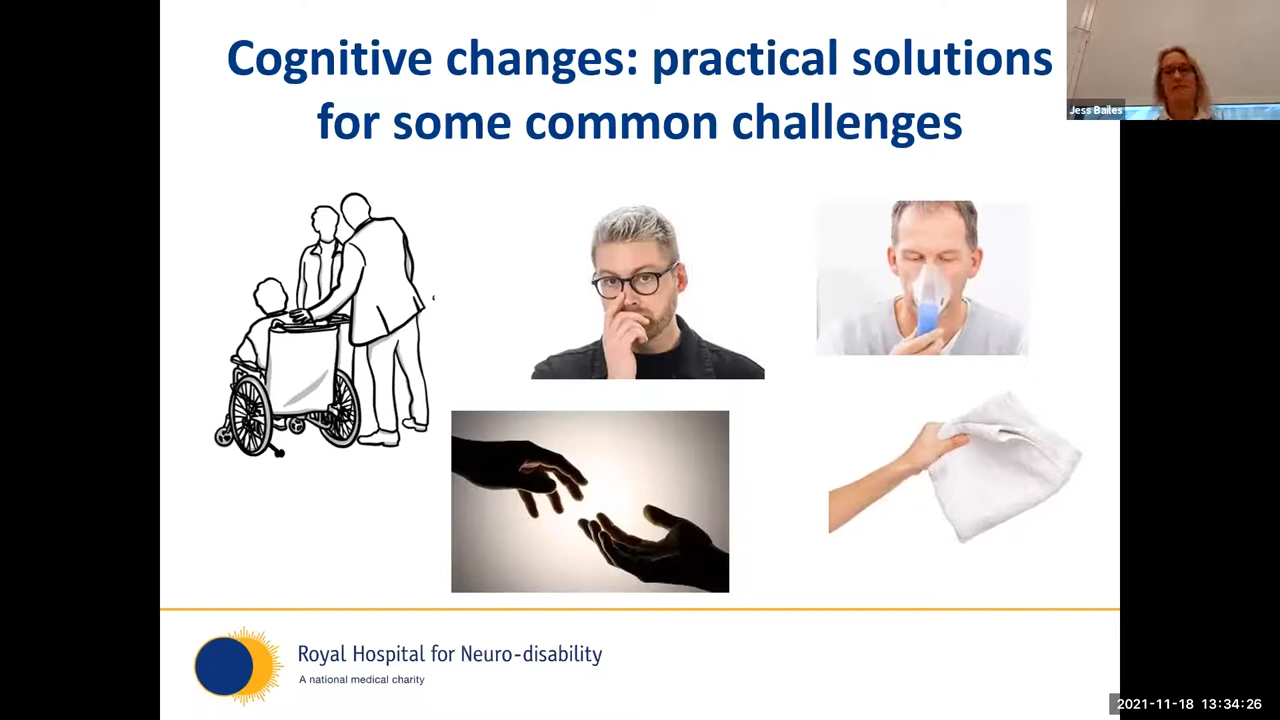 Cognitive changes: practical solutions
for some common challenges
Jess Bailes
Royal Hospital for Neuro-disability
A national medical charity
2021-11-18 13:34:26